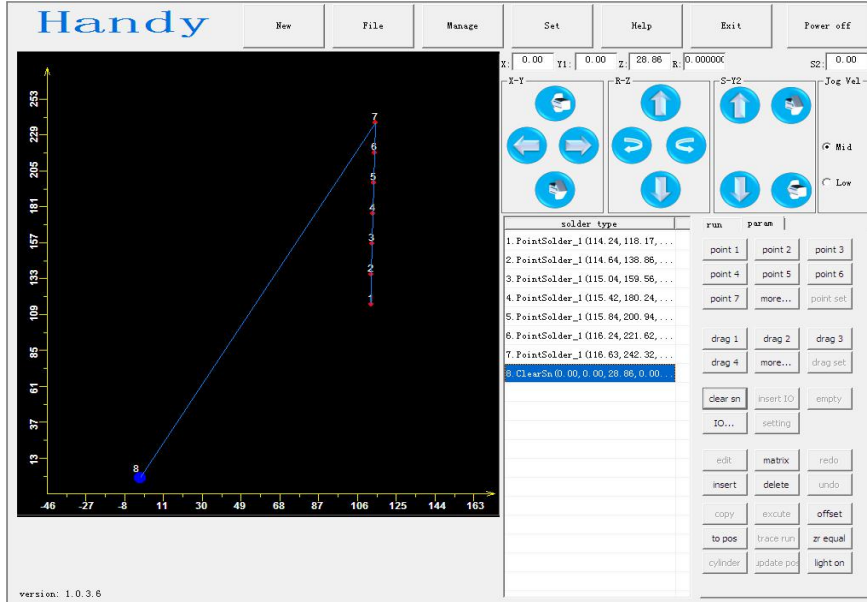 Handy
New File Manage Set Help Exit Power off
X: 0.00 Y1: 0.00 Z: 28.86 R: 0.000000 S2: 0.00
X-Y R-Z S-Y2 Jog Vel
Mid
Low
253
229
205
181
157
133
109
85
61
37
13
-46 -27 -8 11 30 49 68 87 106 125 144 163
7
6
5
4
3
2
1
8
solder type
1.PointSolder_1(114.24,118.17,...
2.PointSolder_1(114.64,138.86,...
3.PointSolder_1(115.04,159.56,...
4.PointSolder_1(115.42,180.24,...
5.PointSolder_1(115.84,200.94,...
6.PointSolder_1(116.24,221.62,...
7.PointSolder_1(116.63,242.32,...
8.ClearSn(0.00,0.00,28.86,0.00...
run param
point 1 point 2 point 3
point 4 point 5 point 6
point 7 more... point set
drag 1 drag 2 drag 3
drag 4 more... drag set
clear sn insert IO empty
IO... setting
edit matrix redo
insert delete undo
copy excute offset
to pos trace run zr equal
cylinder update pos light on
version: 1.0.3.6